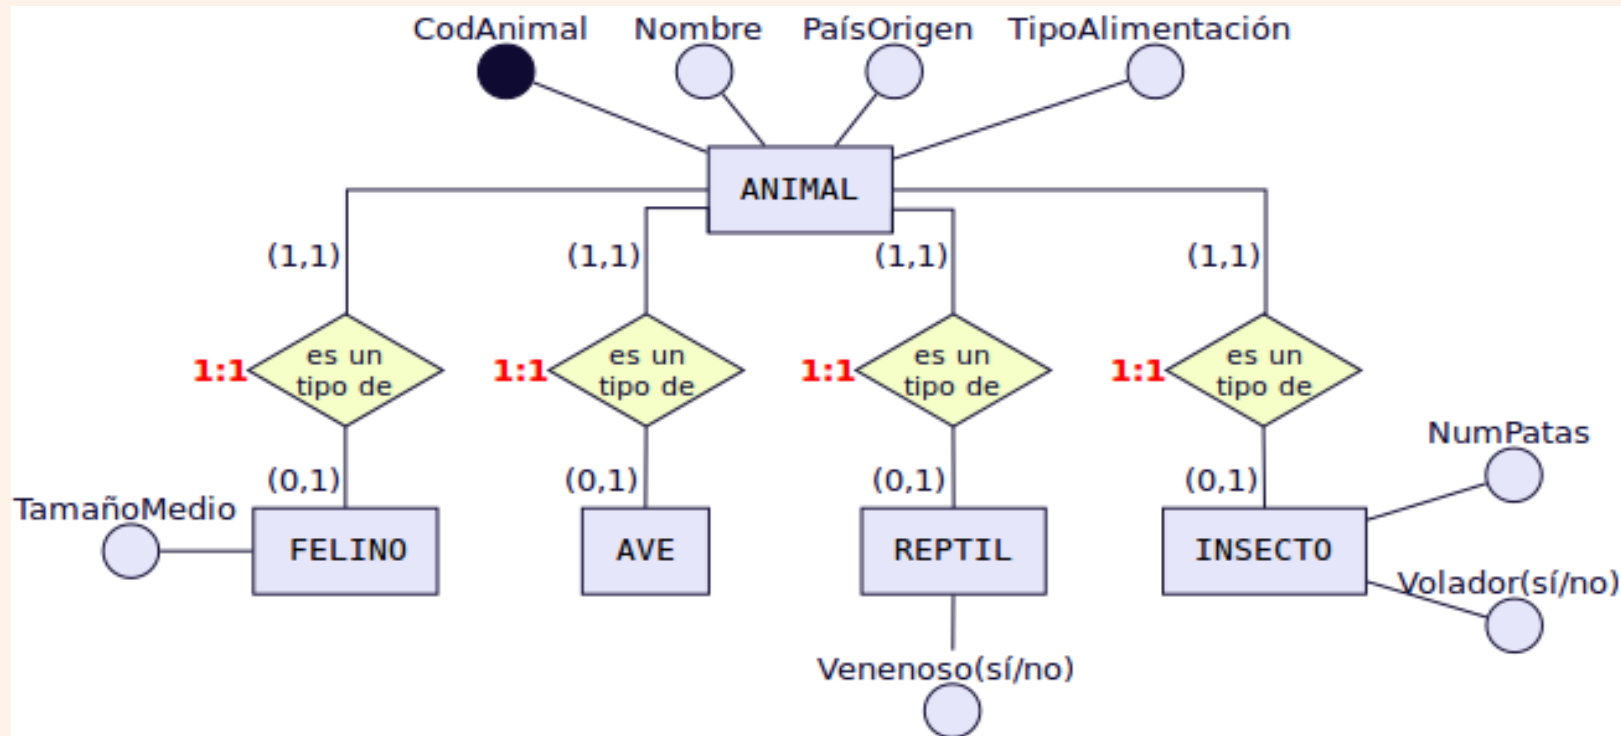 CodAnimal Nombre PaísOrigen TipoAlimentación
ANIMAL
(1,1) (1,1) (1,1) (1,1)
1:1 es un tipo de 1:1 es un tipo de 1:1 es un tipo de 1:1 es un tipo de
NumPatas
(0,1) (0,1) (0,1) (0,1)
TamañoMedio
FELINO AVE REPTIL INSECTO
Volador(sí/no)
Venenoso(sí/no)